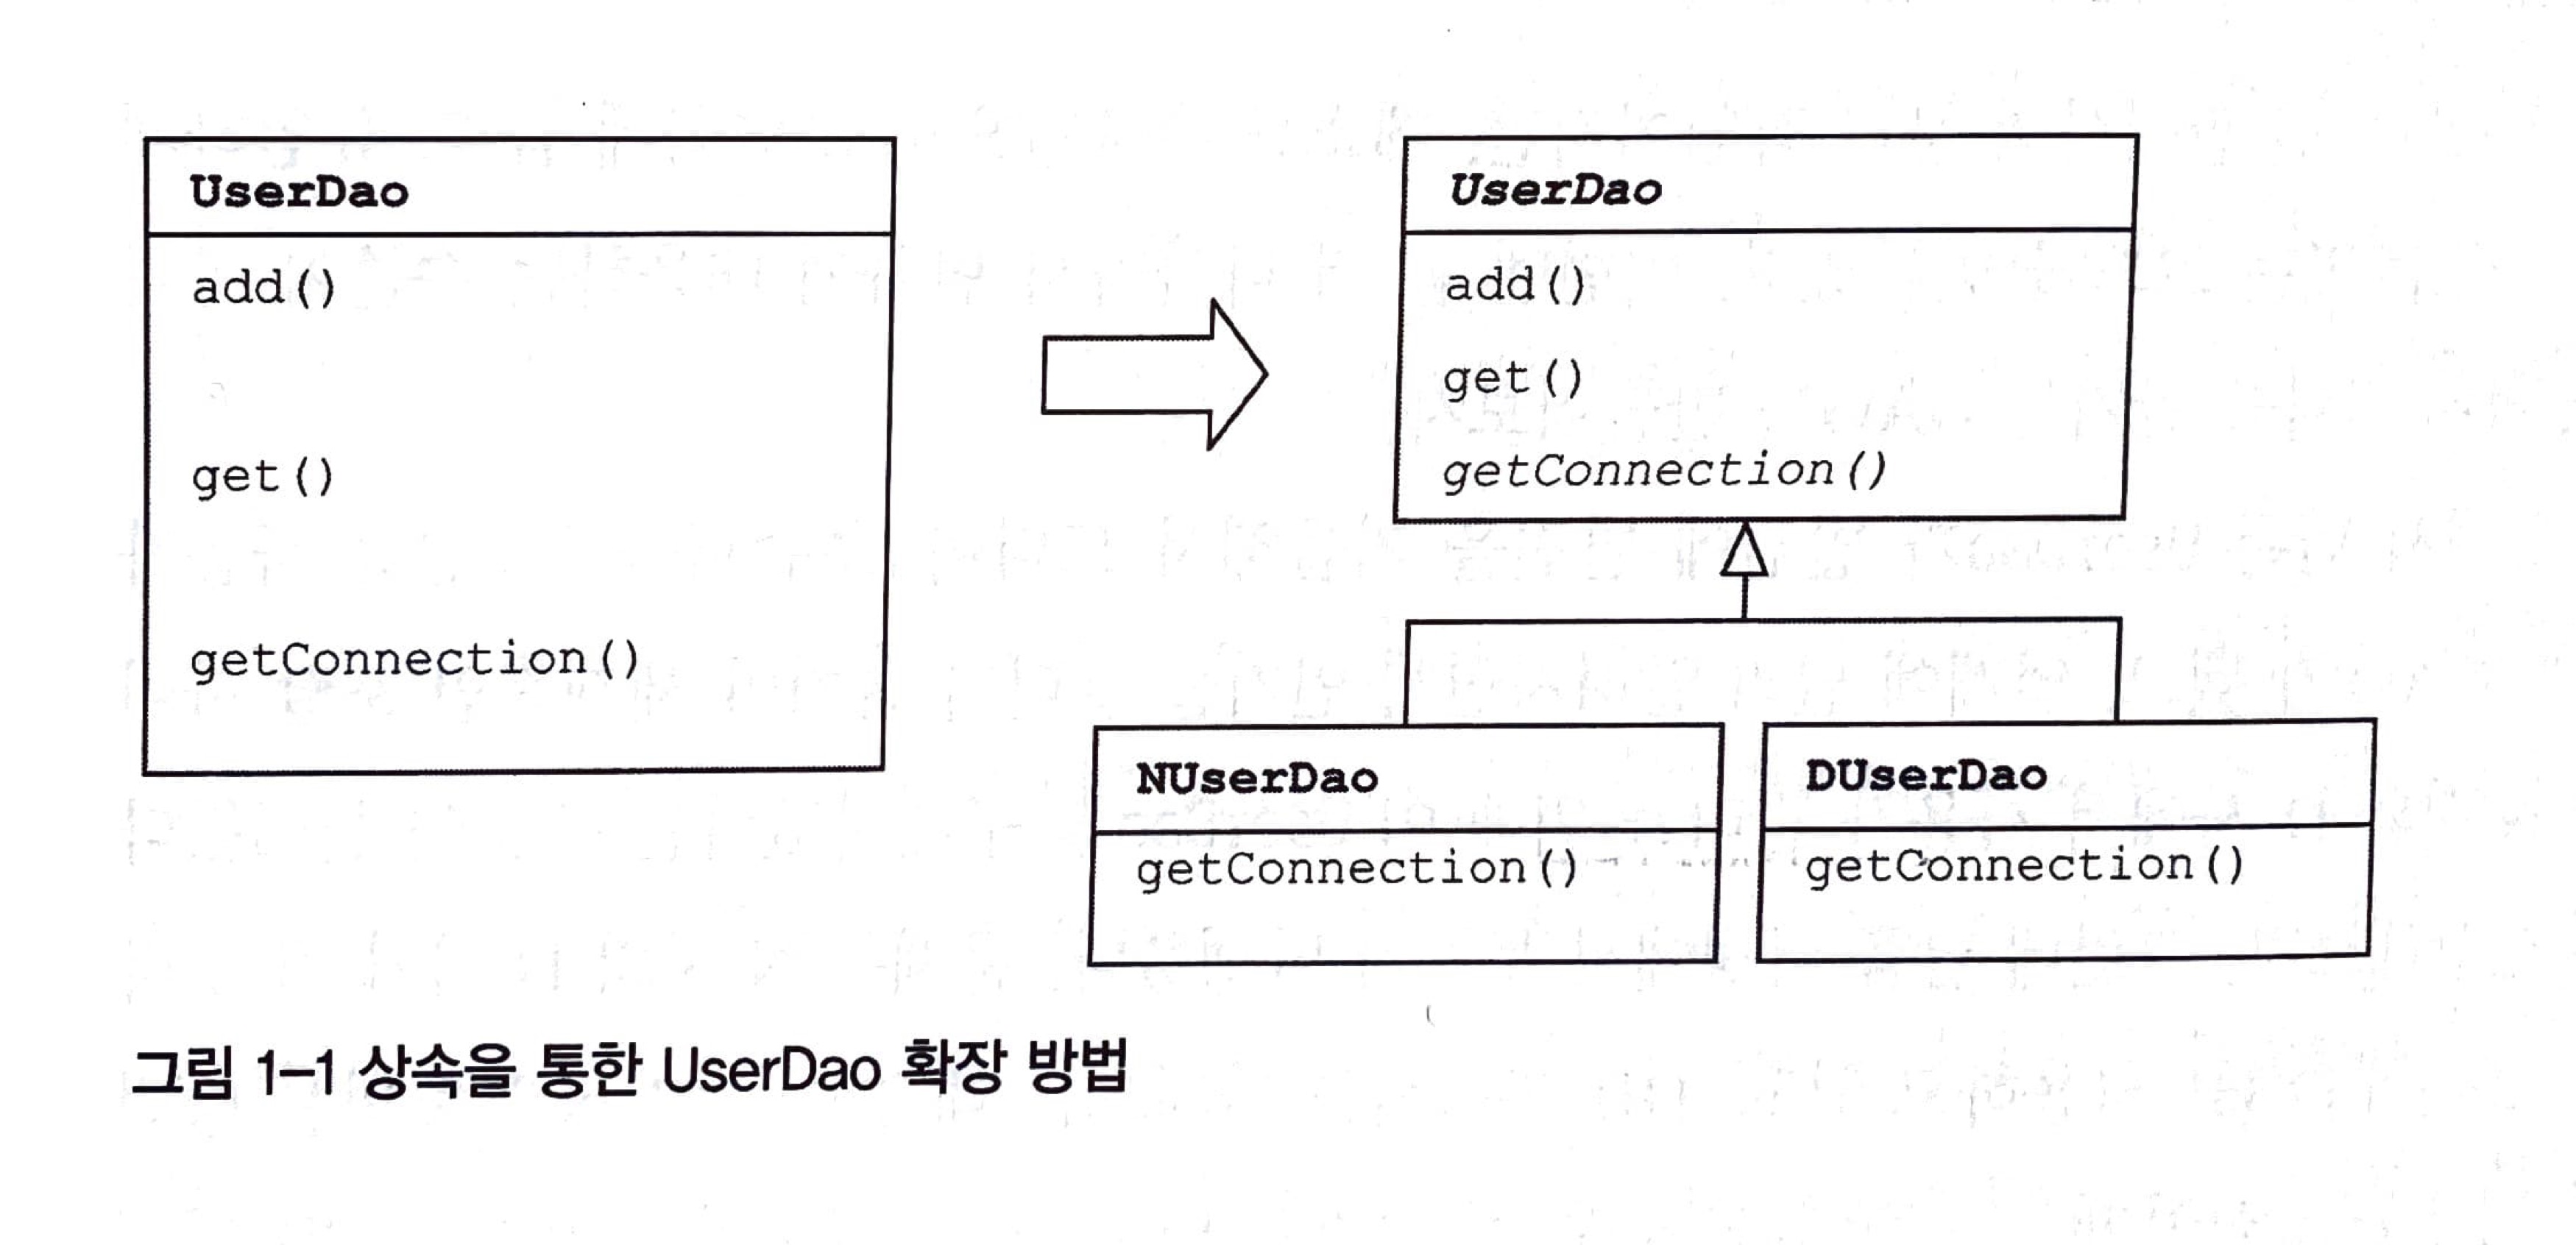 UserDao
add()
get()
getConnection()
UserDao
add()
get()
getConnection()
NUserDao
getConnection()
DUserDao
getConnection()
그림 1-1 상속을 통한 UserDao 확장 방법